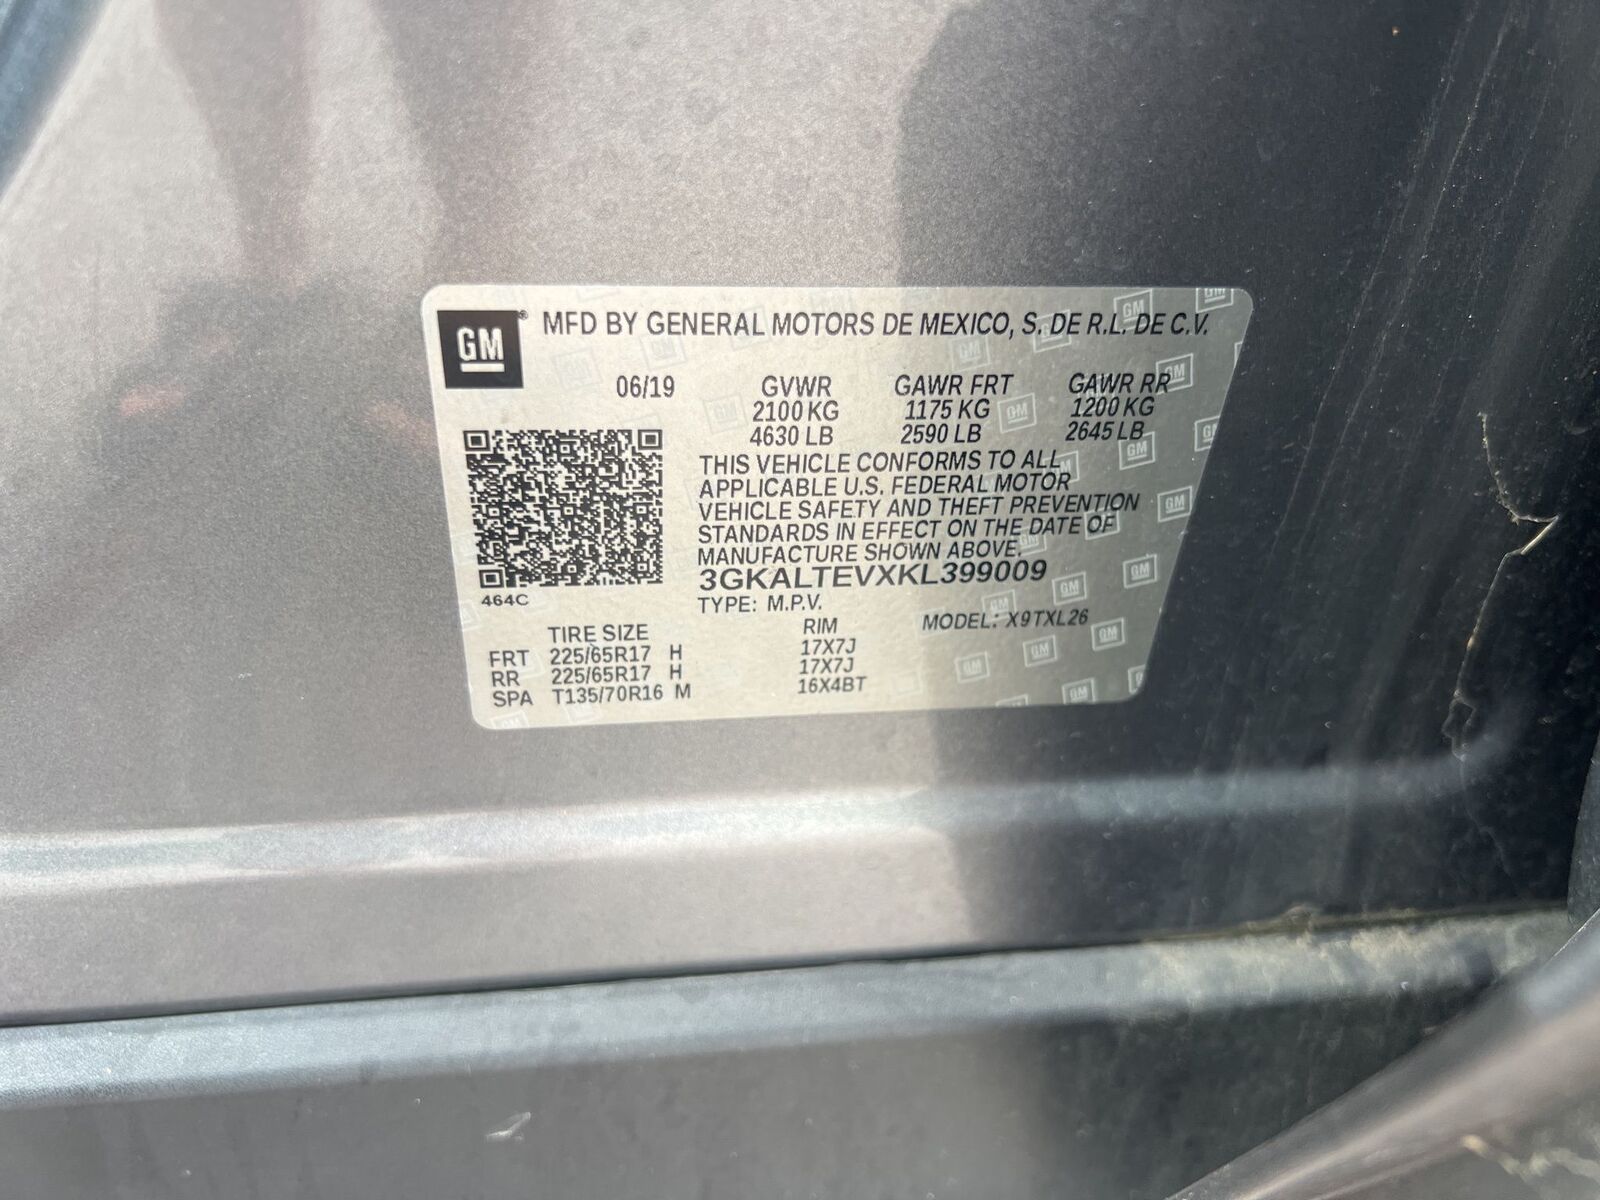 GM® MFD BY GENERAL MOTORS DE MEXICO, S. DE R.L. DE C.V.
06/19 GVWR GAWR FRT GAWR RR
2100 KG 1175 KG 1200 KG
4630 LB 2590 LB 2645 LB
THIS VEHICLE CONFORMS TO ALL
APPLICABLE U.S. FEDERAL MOTOR
VEHICLE SAFETY AND THEFT PREVENTION
STANDARDS IN EFFECT ON THE DATE OF
MANUFACTURE SHOWN ABOVE.
3GKALTEVXKL399009
464C
TYPE: M.P.V. MODEL: X9TXL26
TIRE SIZE RIM
FRT 225/65R17 H 17X7J
RR 225/65R17 H 17X7J
SPA T135/70R16 M 16X4BT